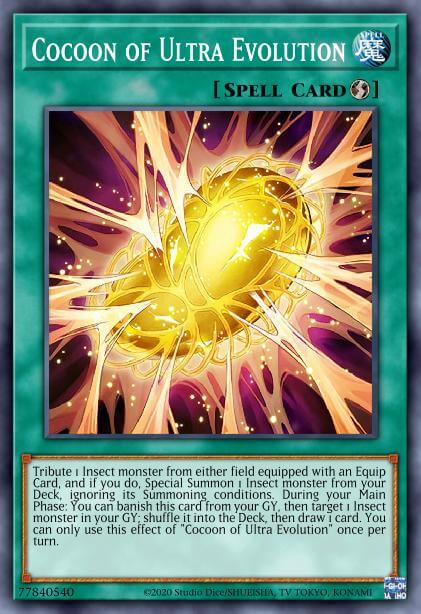 Cocoon of Ultra Evolution
SPELL
魔
[Spell Card]
Tribute 1 Insect monster from either field equipped with an Equip
Card, and if you do, Special Summon 1 Insect monster from your
Deck, ignoring its Summoning conditions. During your Main
Phase: You can banish this card from your GY, then target 1 Insect
monster in your GY; shuffle it into the Deck, then draw 1 card. You
can only use this effect of "Cocoon of Ultra Evolution" once per
turn.
77840540 ©2020 Studio Dice/SHUEISHA, TV TOKYO, KONAMI